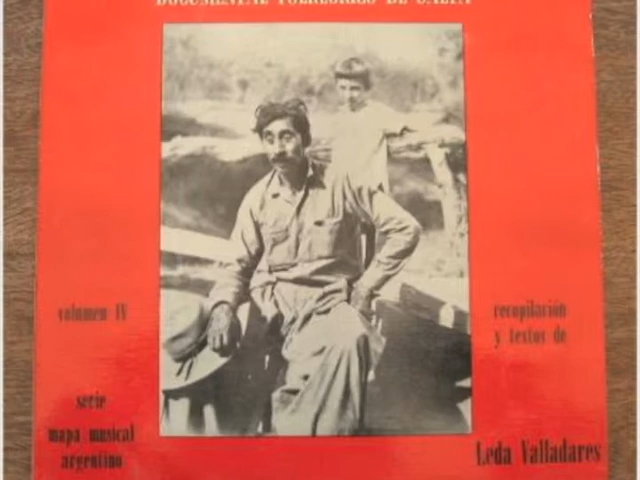 DOCUMENTAL FOLKLORICO DE SALTA
volumen IV
recopilación
y textos de
serie
mapa musical
argentino
Leda Valladares